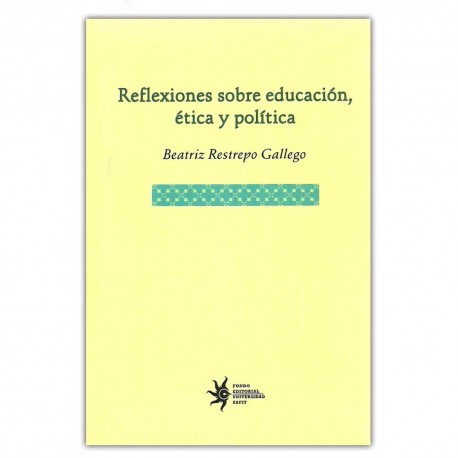 Reflexiones sobre educación,
ética y política
Beatriz Restrepo Gallego
FONDO
EDITORIAL
UNIVERSIDAD
EAFIT